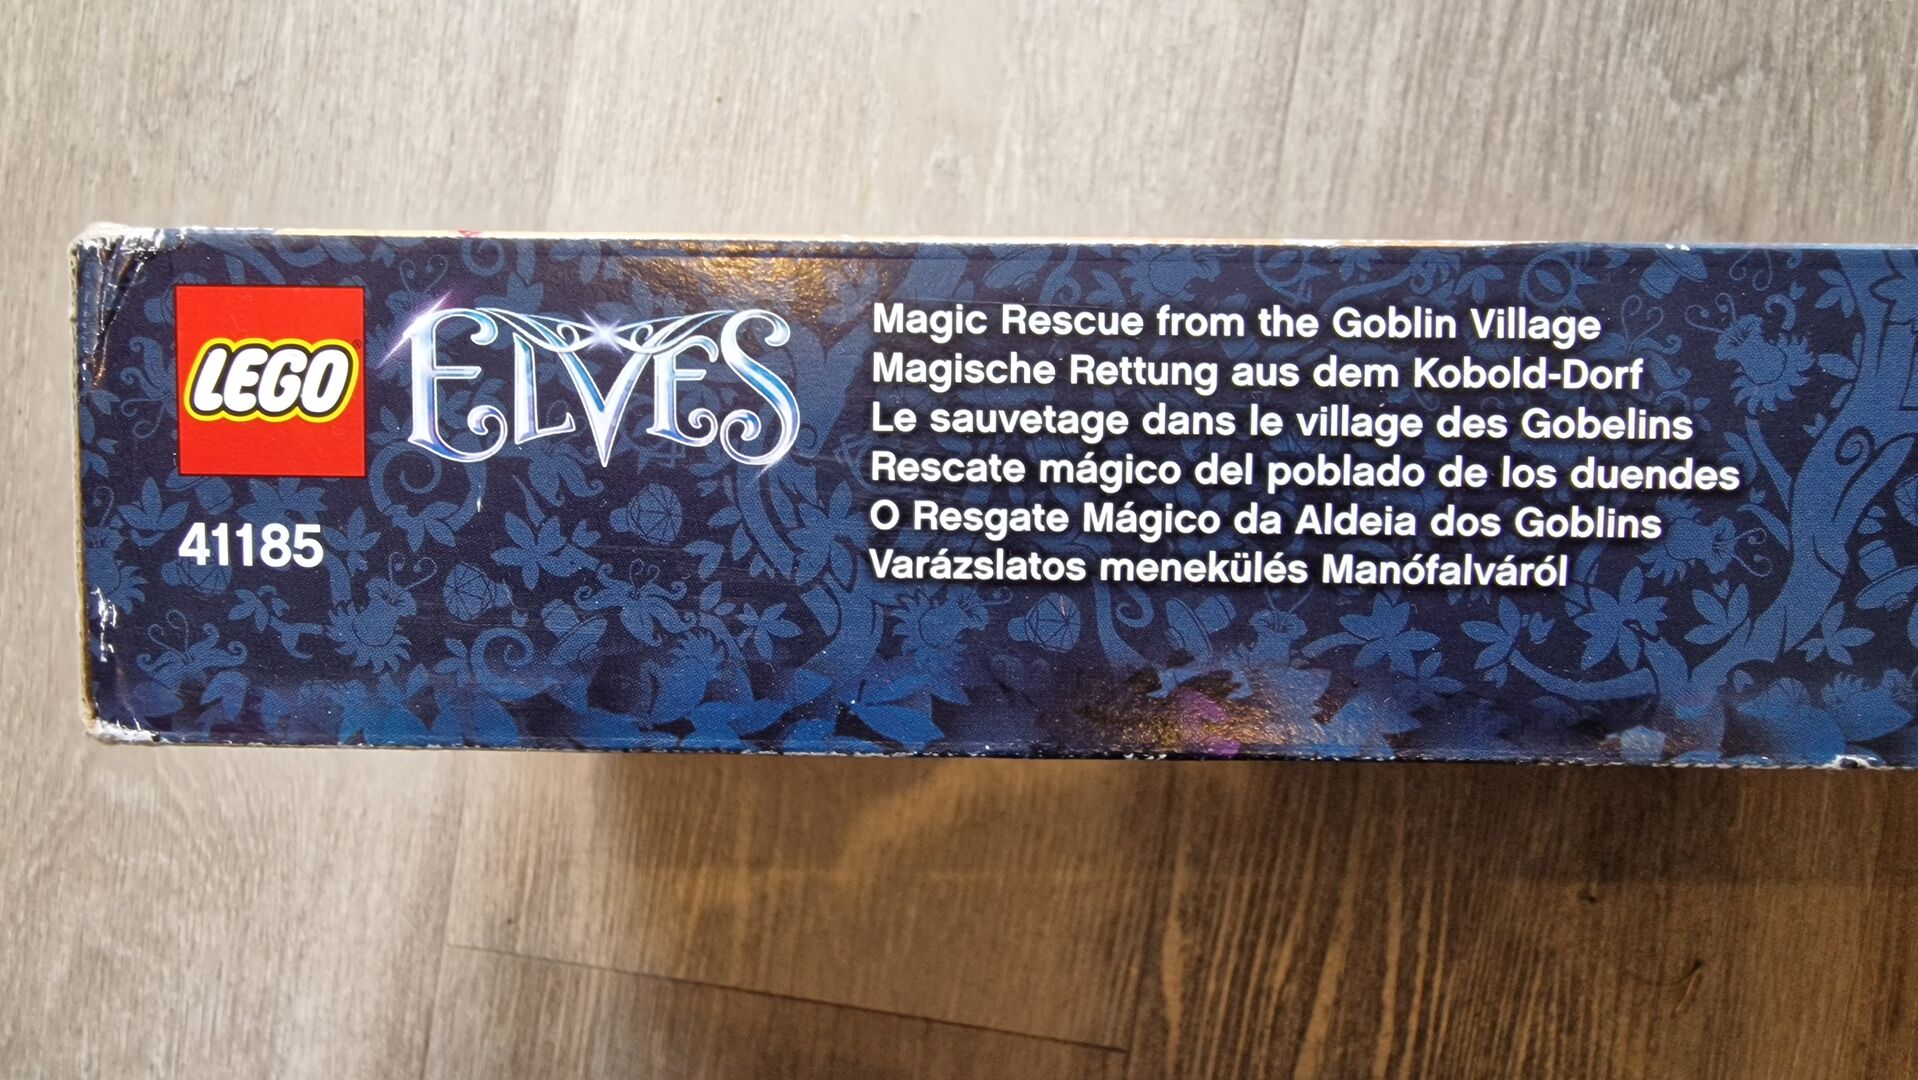 LEGO
ELVES
41185
Magic Rescue from the Goblin Village
Magische Rettung aus dem Kobold-Dorf
Le sauvetage dans le village des Gobelins
Rescate mágico del poblado de los duendes
O Resgate Mágico da Aldeia dos Goblins
Varázslatos menekülés Manófalváról